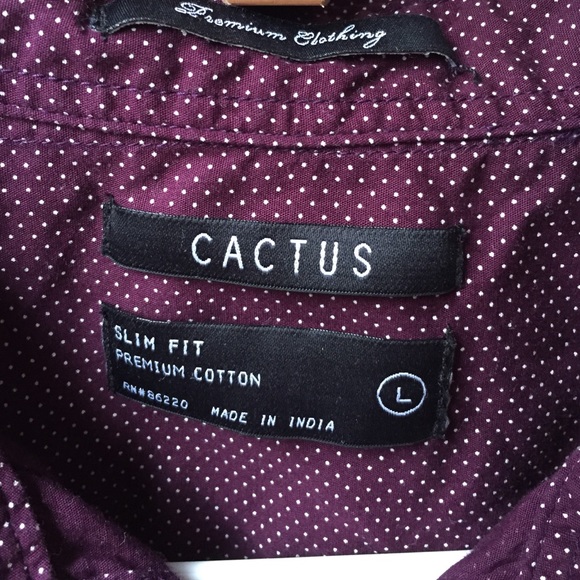 Premium Clothing
CACTUS
SLIM FIT
PREMIUM COTTON
L
RN#86220 MADE IN INDIA